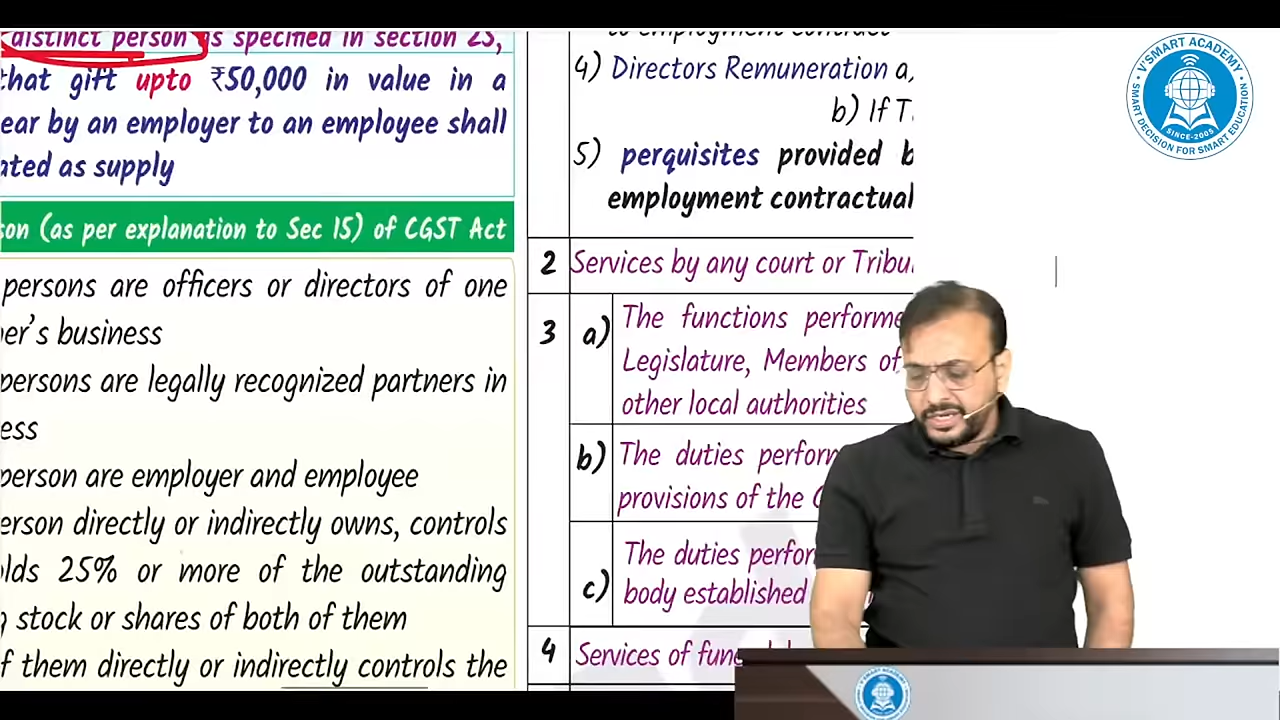 distinct person as specified in section 25,
that gift upto ₹50,000 in value in a
ear by an employer to an employee shall
ated as supply
son (as per explanation to Sec 15) of CGST Act
persons are officers or directors of one
er's business
persons are legally recognized partners in
ess
person are employer and employee
erson directly or indirectly owns, controls
lds 25% or more of the outstanding
g stock or shares of both of them
f them directly or indirectly controls the
to employment contract
4) Directors Remuneration a,
b) If T
5) perquisites provided b
employment contractual
2 Services by any court or Tribu
3 a) The functions performe
Legislature, Members of
other local authorities
b) The duties perform
provisions of the C
c) The duties perfor
body established
4 Services of fune
V'SMART ACADEMY
SINCE-2005
SMART DECISION FOR SMART EDUCATION